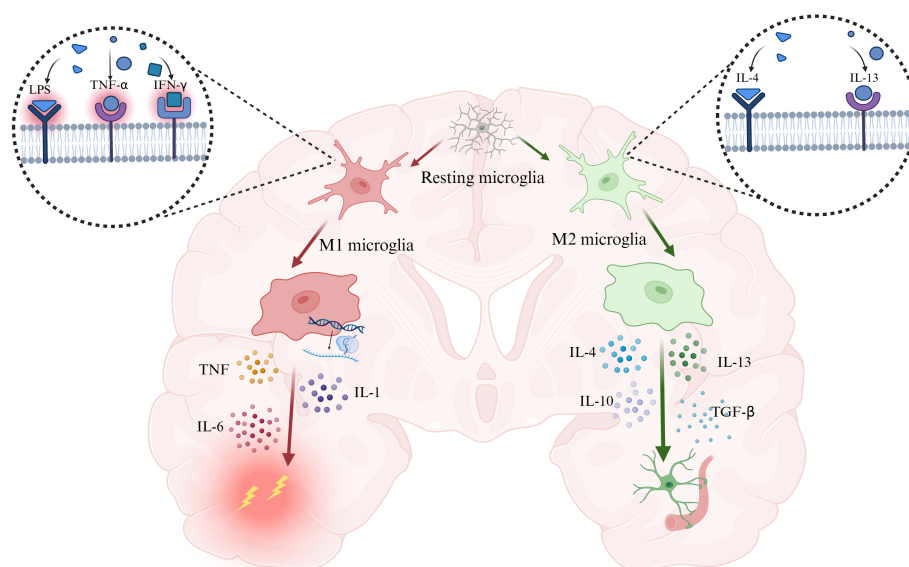 LPS
TNF-α
IFN-γ
IL-4
IL-13
Resting microglia
M1 microglia
M2 microglia
TNF
IL-1
IL-6
IL-4
IL-13
IL-10
TGF-β